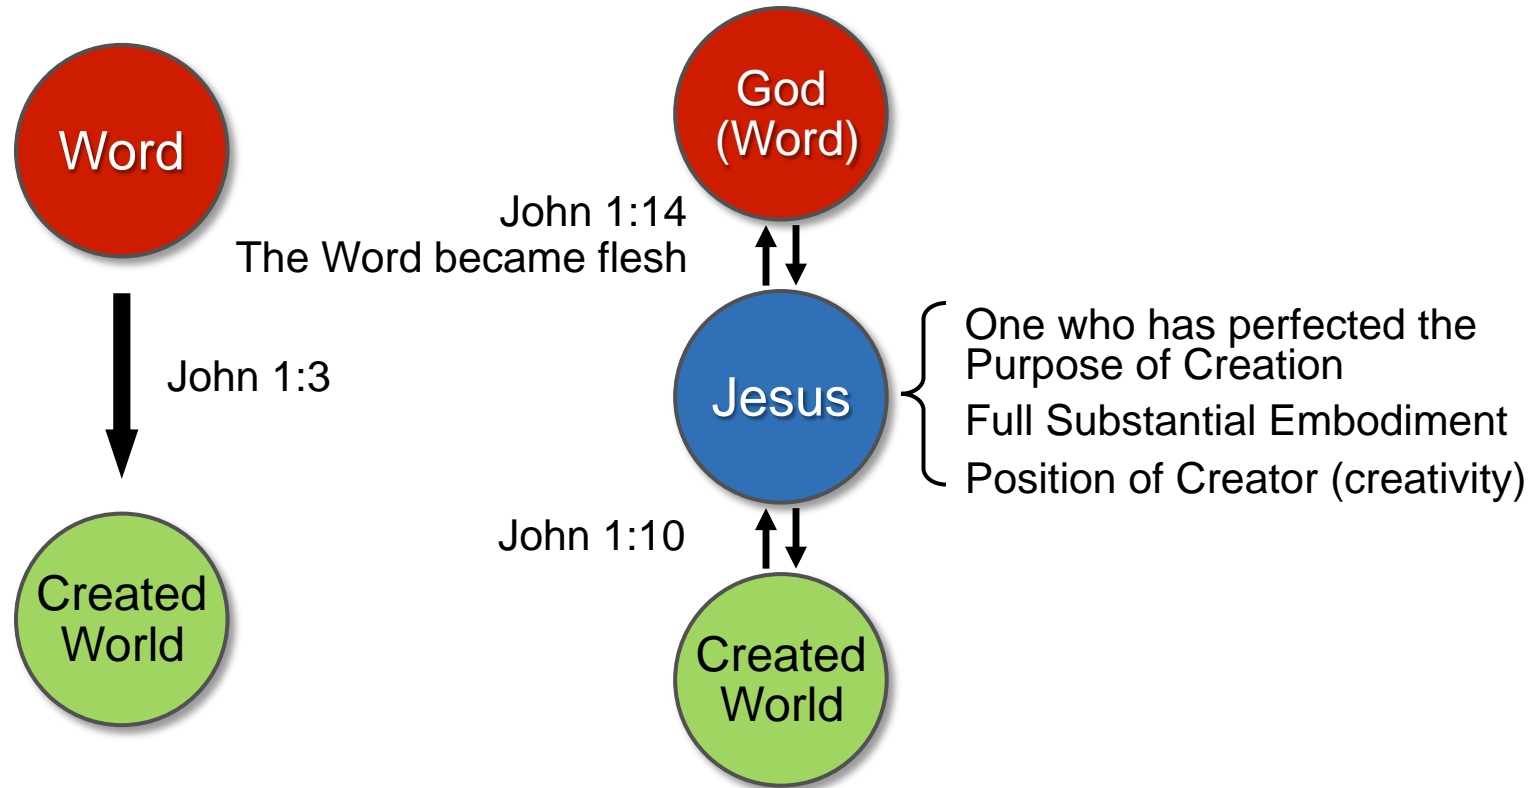 Word
John 1:3
Created
World
God
(Word)
John 1:14
The Word became flesh
Jesus
One who has perfected the
Purpose of Creation
Full Substantial Embodiment
Position of Creator (creativity)
John 1:10
Created
World